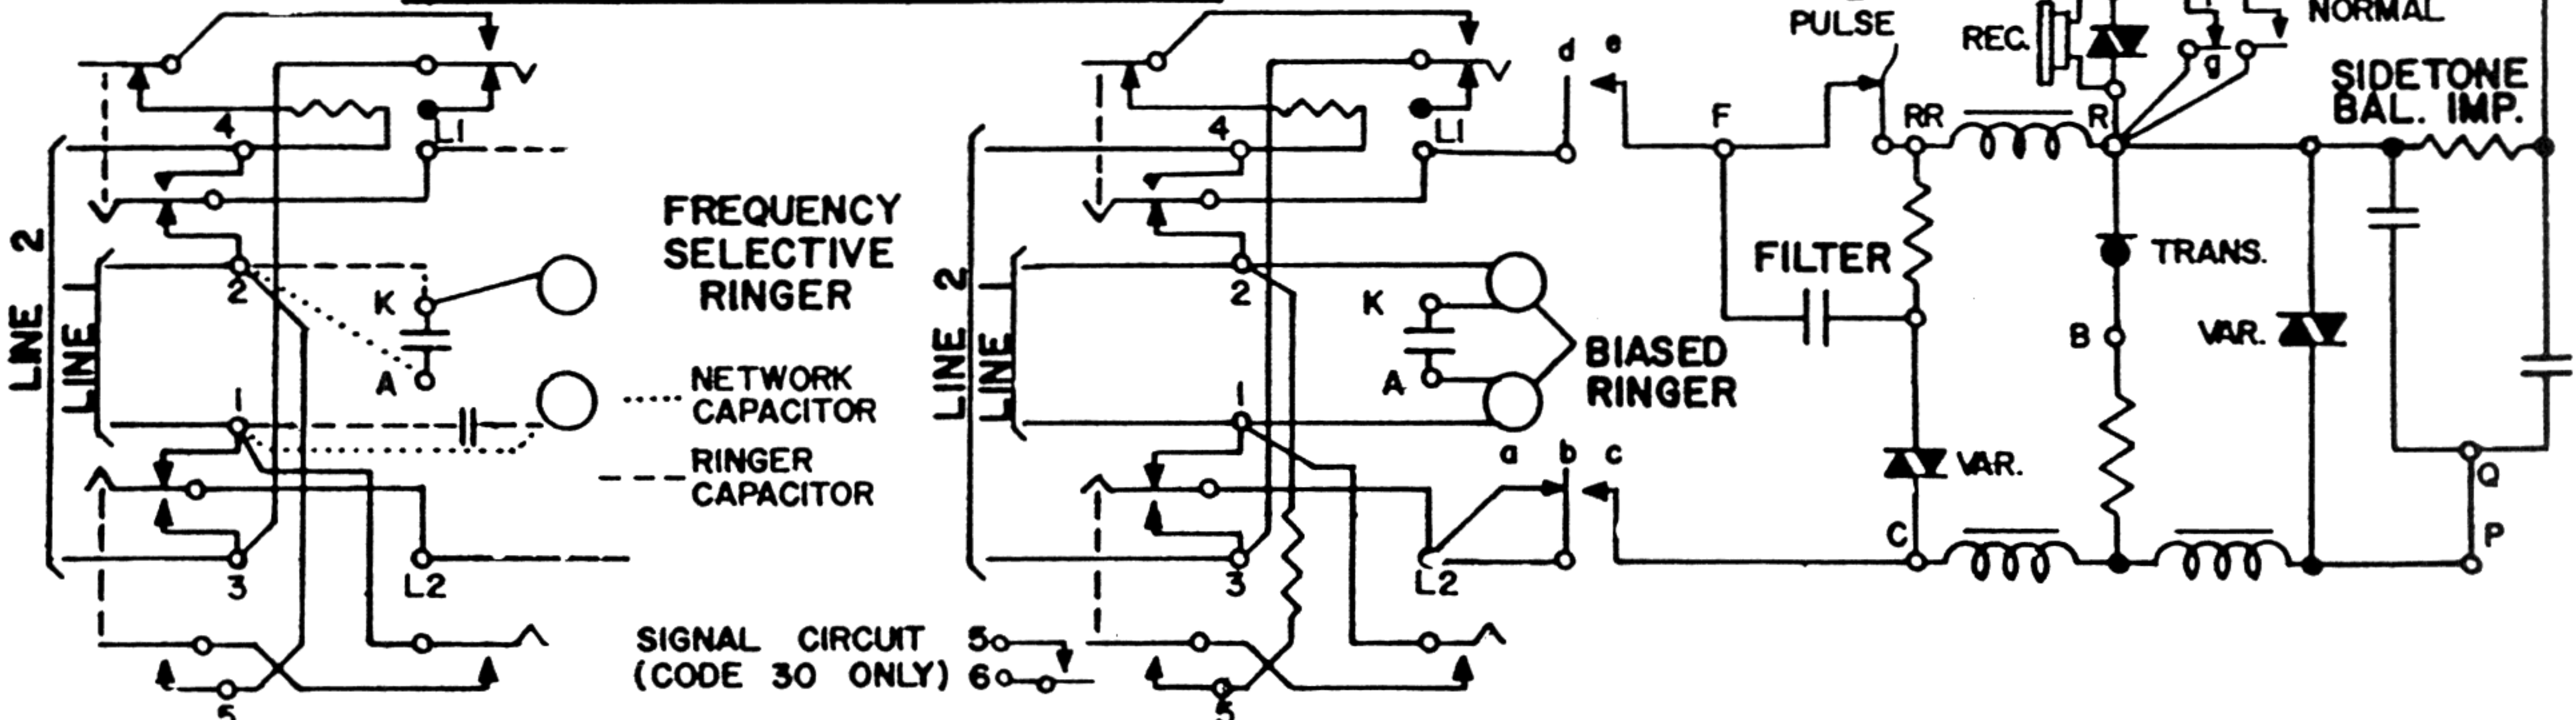 4
L1
LINE 2
LINE 1
2
K
A
1
3
L2
5
FREQUENCY
SELECTIVE
RINGER
NETWORK
CAPACITOR
RINGER
CAPACITOR
SIGNAL CIRCUIT
(CODE 30 ONLY)
5
6
4
L1
LINE 2
LINE 1
2
K
A
1
3
L2
5
BIASED
RINGER
d
e
a
b
c
PULSE
F
RR
R
REC.
g
NORMAL
SIDETONE
BAL. IMP.
FILTER
TRANS.
B
VAR.
VAR.
C
Q
P